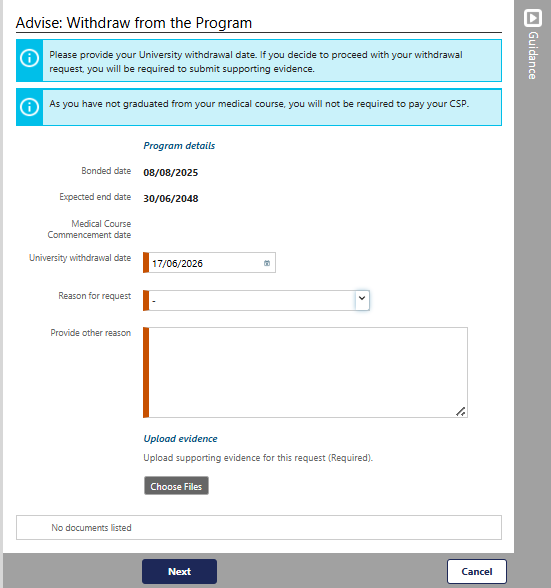 Advise: Withdraw from the Program
Guidance
Please provide your University withdrawal date. If you decide to proceed with your withdrawal
request, you will be required to submit supporting evidence.
As you have not graduated from your medical course, you will not be required to pay your CSP.
Program details
Bonded date 08/08/2025
Expected end date 30/06/2048
Medical Course
Commencement date
University withdrawal date 17/06/2026
Reason for request -
Provide other reason
Upload evidence
Upload supporting evidence for this request (Required).
Choose Files
No documents listed
Next Cancel